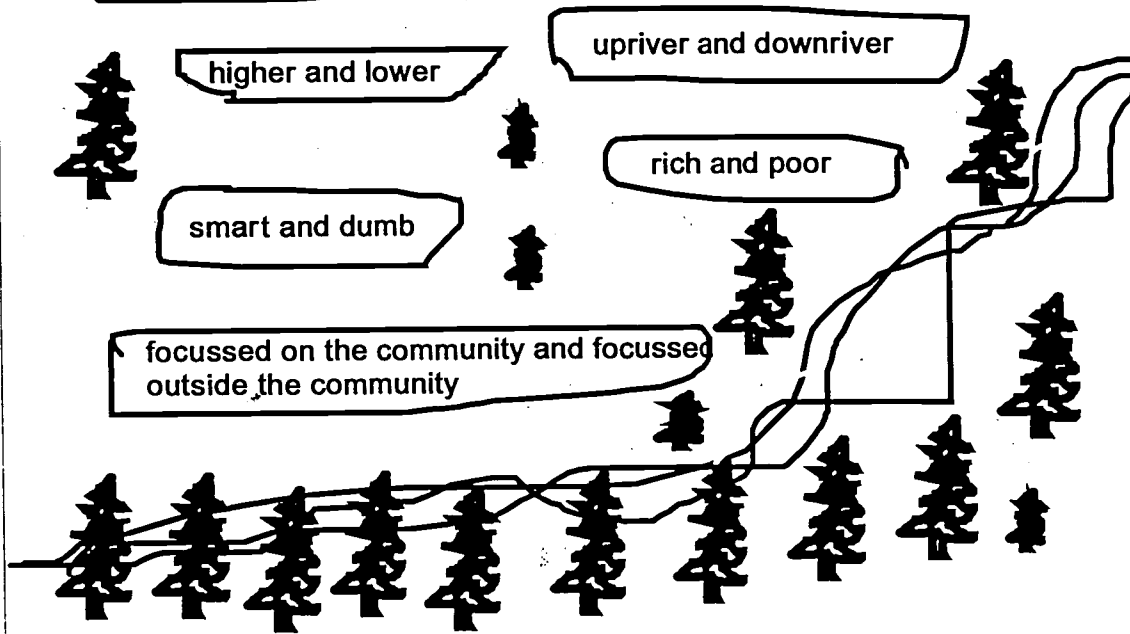 upriver and downriver
higher and lower
rich and poor
smart and dumb
focussed on the community and focussed
outside the community